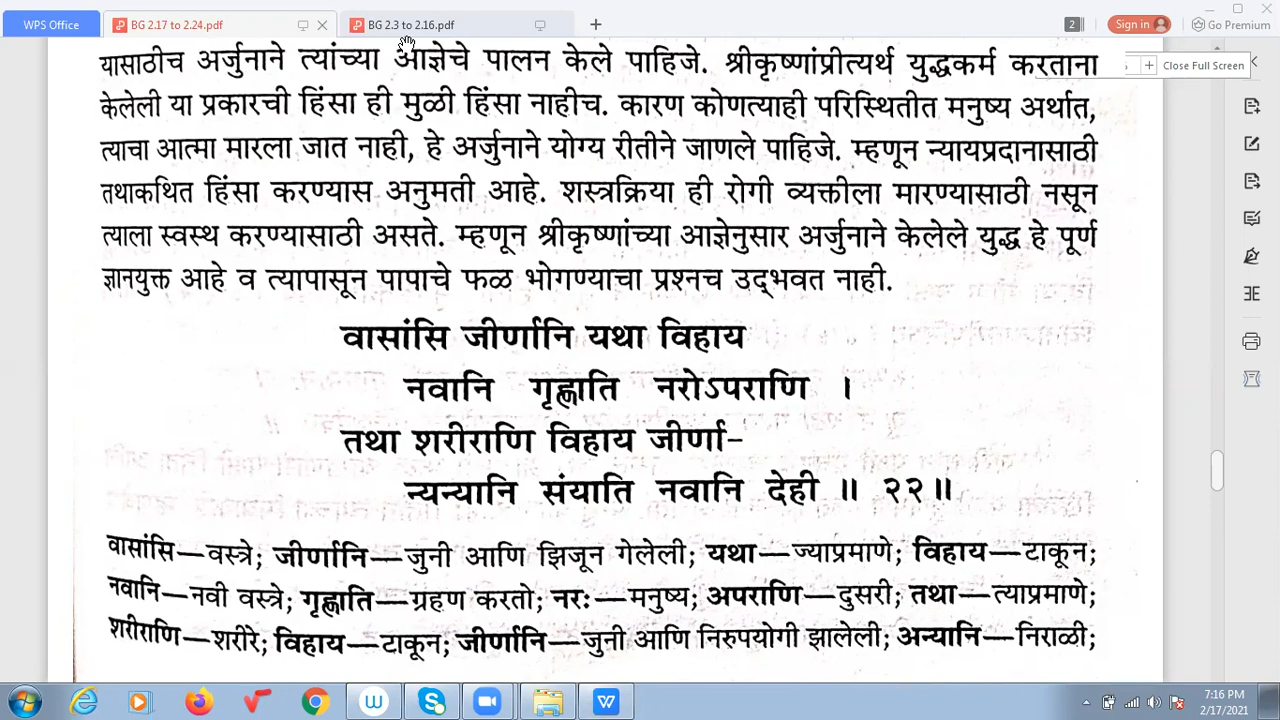 WPS Office
BG 2.17 to 2.24.pdf
BG 2.3 to 2.16.pdf
2
Sign in
Go Premium
Close Full Screen
यासाठीच अर्जुनाने त्यांच्या आज्ञेचे पालन केले पाहिजे. श्रीकृष्णांप्रीत्यर्थ युद्धकर्म करताना
केलेली या प्रकारची हिंसा ही मुळी हिंसा नाहीच. कारण कोणत्याही परिस्थितीत मनुष्य अर्थात,
त्याचा आत्मा मारला जात नाही, हे अर्जुनाने योग्य रीतीने जाणले पाहिजे. म्हणून न्यायप्रदानासाठी
तथाकथित हिंसा करण्यास अनुमती आहे. शस्त्रक्रिया ही रोगी व्यक्तीला मारण्यासाठी नसून
त्याला स्वस्थ करण्यासाठी असते. म्हणून श्रीकृष्णांच्या आज्ञेनुसार अर्जुनाने केलेले युद्ध हे पूर्ण
ज्ञानयुक्त आहे व त्यापासून पापाचे फळ भोगण्याचा प्रश्नच उद्‌भवत नाही.
वासांसि जीर्णानि यथा विहाय
नवानि गृह्णाति नरोऽपराणि ।
तथा शरीराणि विहाय जीर्णा-
न्यन्यानि संयाति नवानि देही ॥ २२॥
वासांसि—वस्त्रे; जीर्णानि—जुनी आणि झिजून गेलेली; यथा—ज्याप्रमाणे; विहाय—टाकून;
नवानि—नवी वस्त्रे; गृह्णाति—ग्रहण करतो; नरः—मनुष्य; अपराणि—दुसरी; तथा—त्याप्रमाणे;
शरीराणि—शरीरे; विहाय—टाकून; जीर्णानि—जुनी आणि निरुपयोगी झालेली; अन्यानि—निराळी;
7:16 PM
2/17/2021